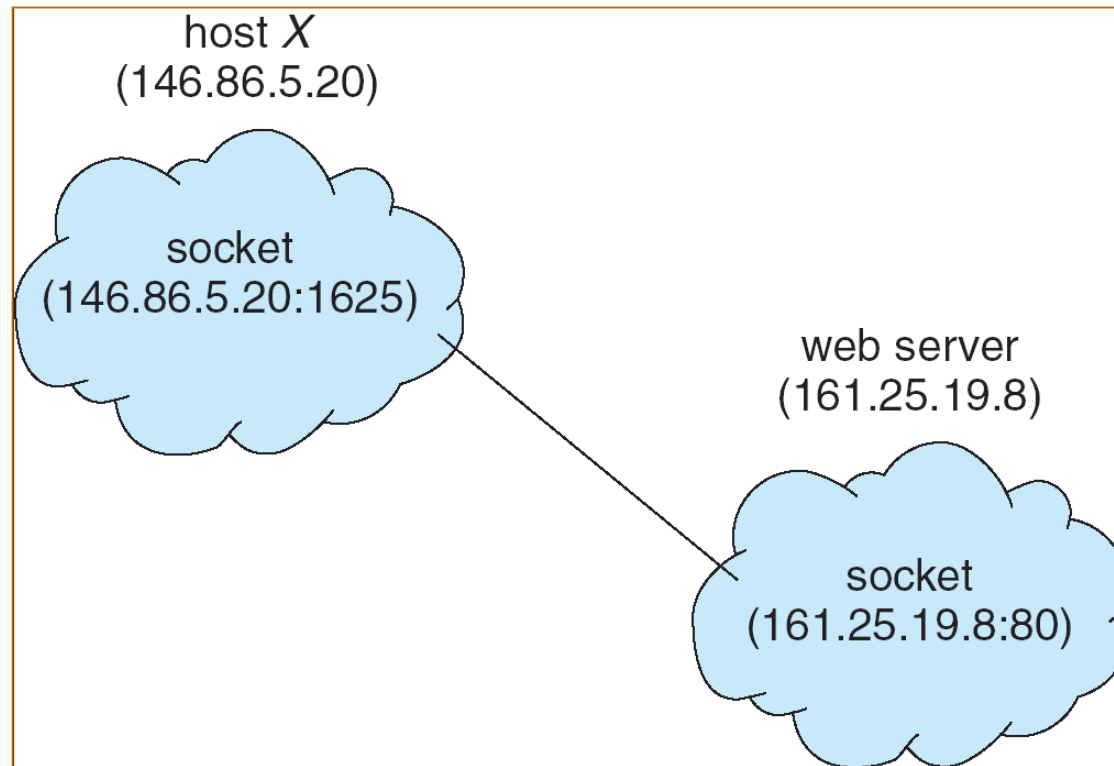 host X
(146.86.5.20)
socket
(146.86.5.20:1625)
web server
(161.25.19.8)
socket
(161.25.19.8:80)